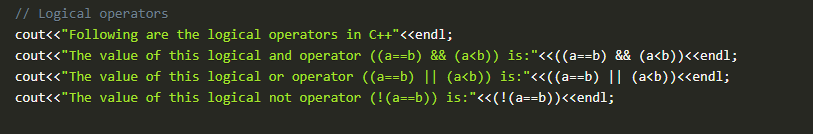 // Logical operators
cout<<"Following are the logical operators in C++"<<endl;
cout<<"The value of this logical and operator ((a==b) && (a<b)) is:"<<((a==b) && (a<b))<<endl;
cout<<"The value of this logical or operator ((a==b) || (a<b)) is:"<<((a==b) || (a<b))<<endl;
cout<<"The value of this logical not operator (!(a==b)) is:"<<(!(a==b))<<endl;